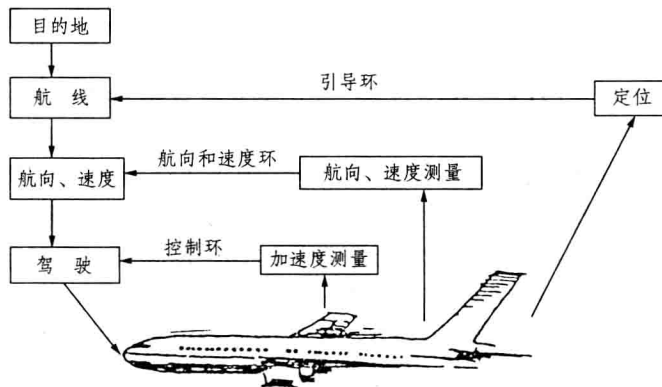 目的地
引导环
航 线
定位
航向和速度环
航向、速度
航向、速度测量
控制环
驾 驶
加速度测量